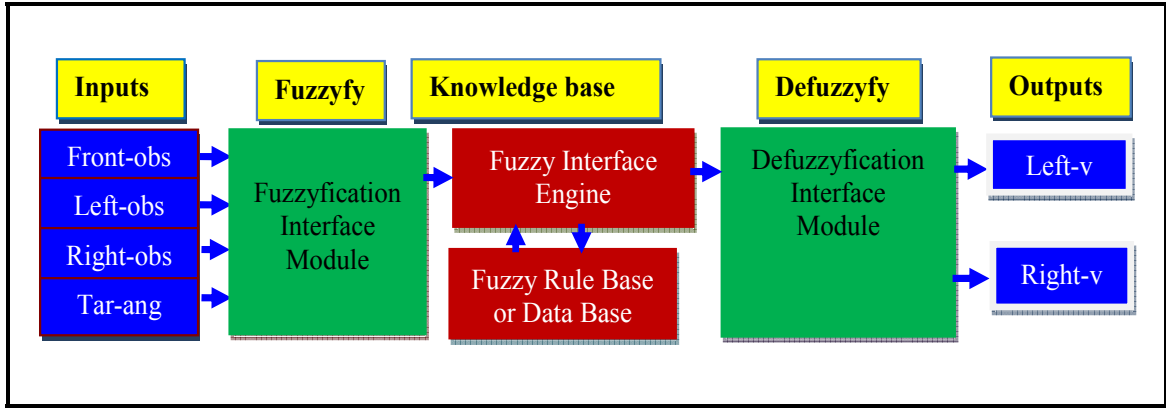 Inputs
Fuzzyfy
Knowledge base
Defuzzyfy
Outputs
Front-obs
Left-obs
Right-obs
Tar-ang
Fuzzyfication
Interface
Module
Fuzzy Interface
Engine
Fuzzy Rule Base
or Data Base
Defuzzyfication
Interface
Module
Left-v
Right-v